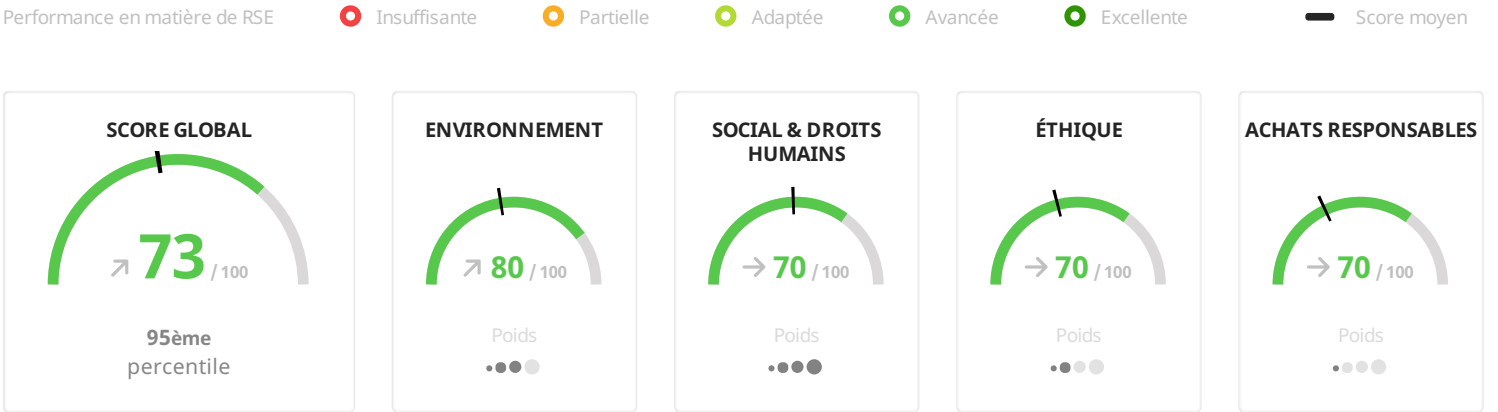 Performance en matière de RSE Insuffisante Partielle Adaptée Avancée Excellente Score moyen
SCORE GLOBAL
73 / 100
95ème
percentile
ENVIRONNEMENT
80 / 100
Poids
SOCIAL & DROITS
HUMAINS
70 / 100
Poids
ÉTHIQUE
70 / 100
Poids
ACHATS RESPONSABLES
70 / 100
Poids